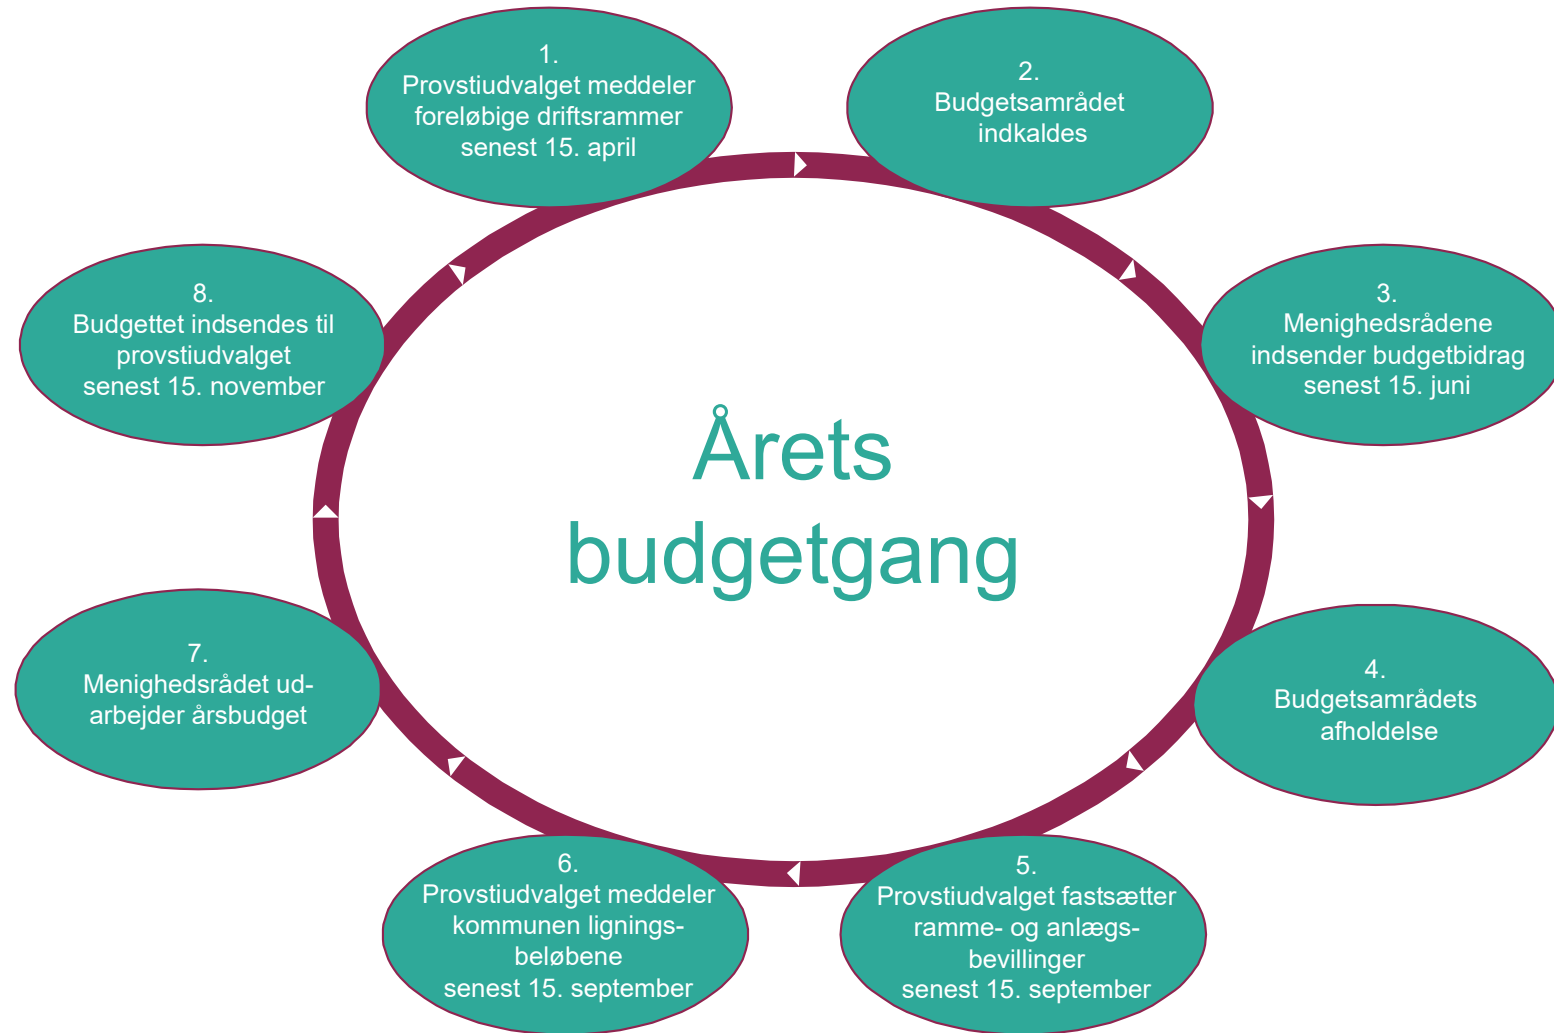 1.
Provstiudvalget meddeler
foreløbige driftsrammer
senest 15. april
2.
Budgetsamrådet
indkaldes
3.
Menighedsrådene
indsender budgetbidrag
senest 15. juni
4.
Budgetsamrådets
afholdelse
5.
Provstiudvalget fastsætter
ramme- og anlægs-
bevillinger
senest 15. september
6.
Provstiudvalget meddeler
kommunen lignings-
beløbene
senest 15. september
7.
Menighedsrådet ud-
arbejder årsbudget
8.
Budgettet indsendes til
provstiudvalget
senest 15. november
Årets
budgetgang